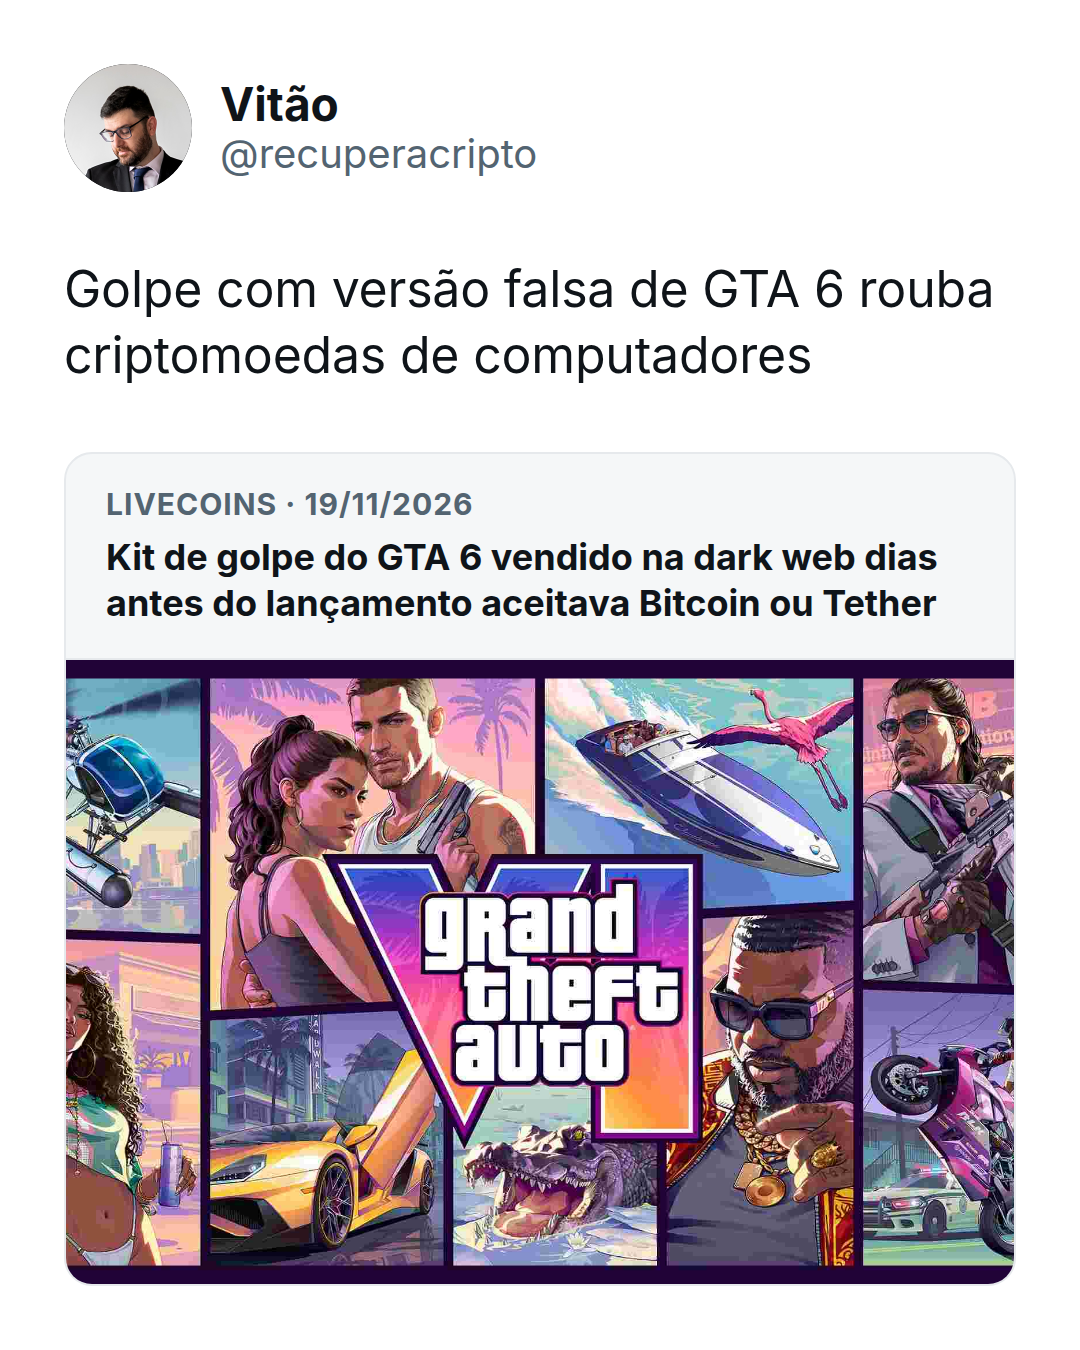 Vitão
@recuperacripto
Golpe com versão falsa de GTA 6 rouba
criptomoedas de computadores
LIVECOINS · 19/11/2026
Kit de golpe do GTA 6 vendido na dark web dias
antes do lançamento aceitava Bitcoin ou Tether
VI
grand
theft
auto